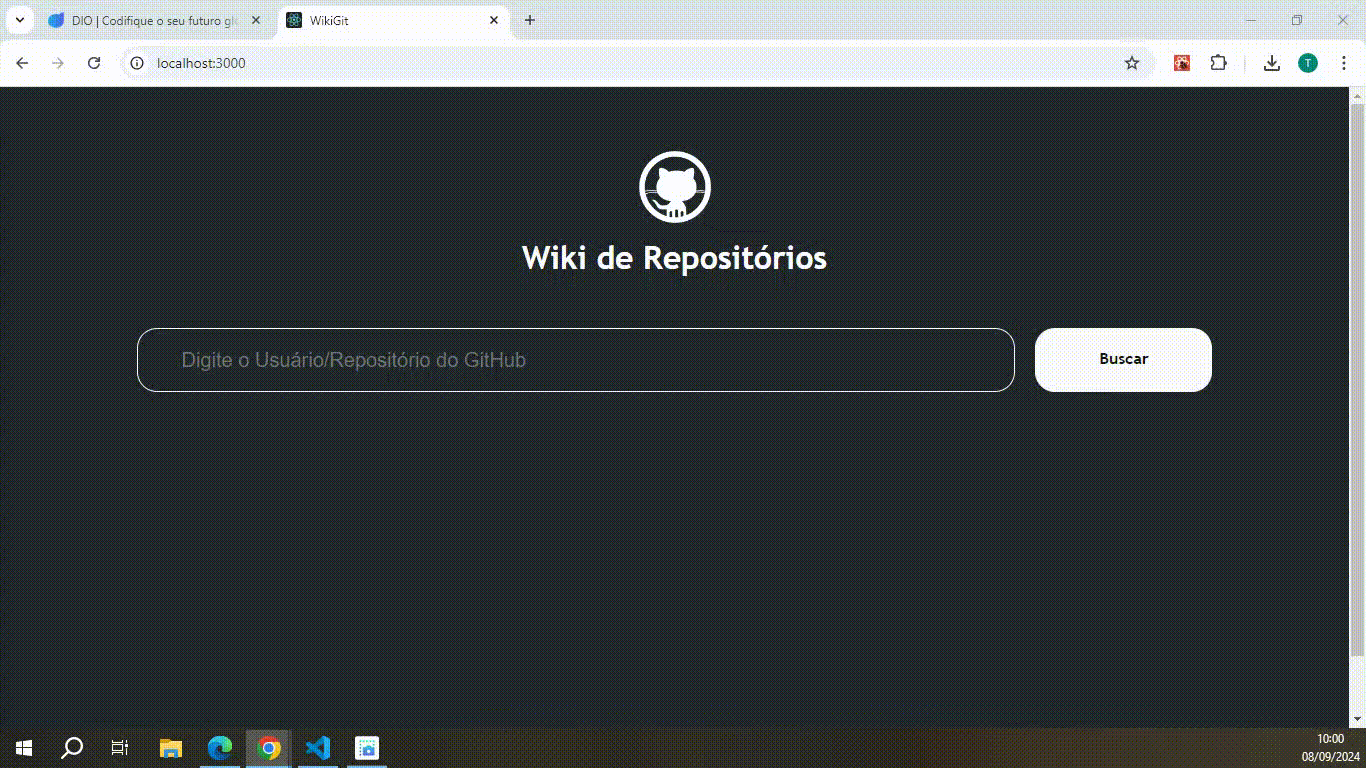 DIO | Codifique o seu futuro gl
WikiGit
localhost:3000
T
Wiki de Repositórios
Digite o Usuário/Repositório do GitHub
Buscar
10:00
08/09/2024